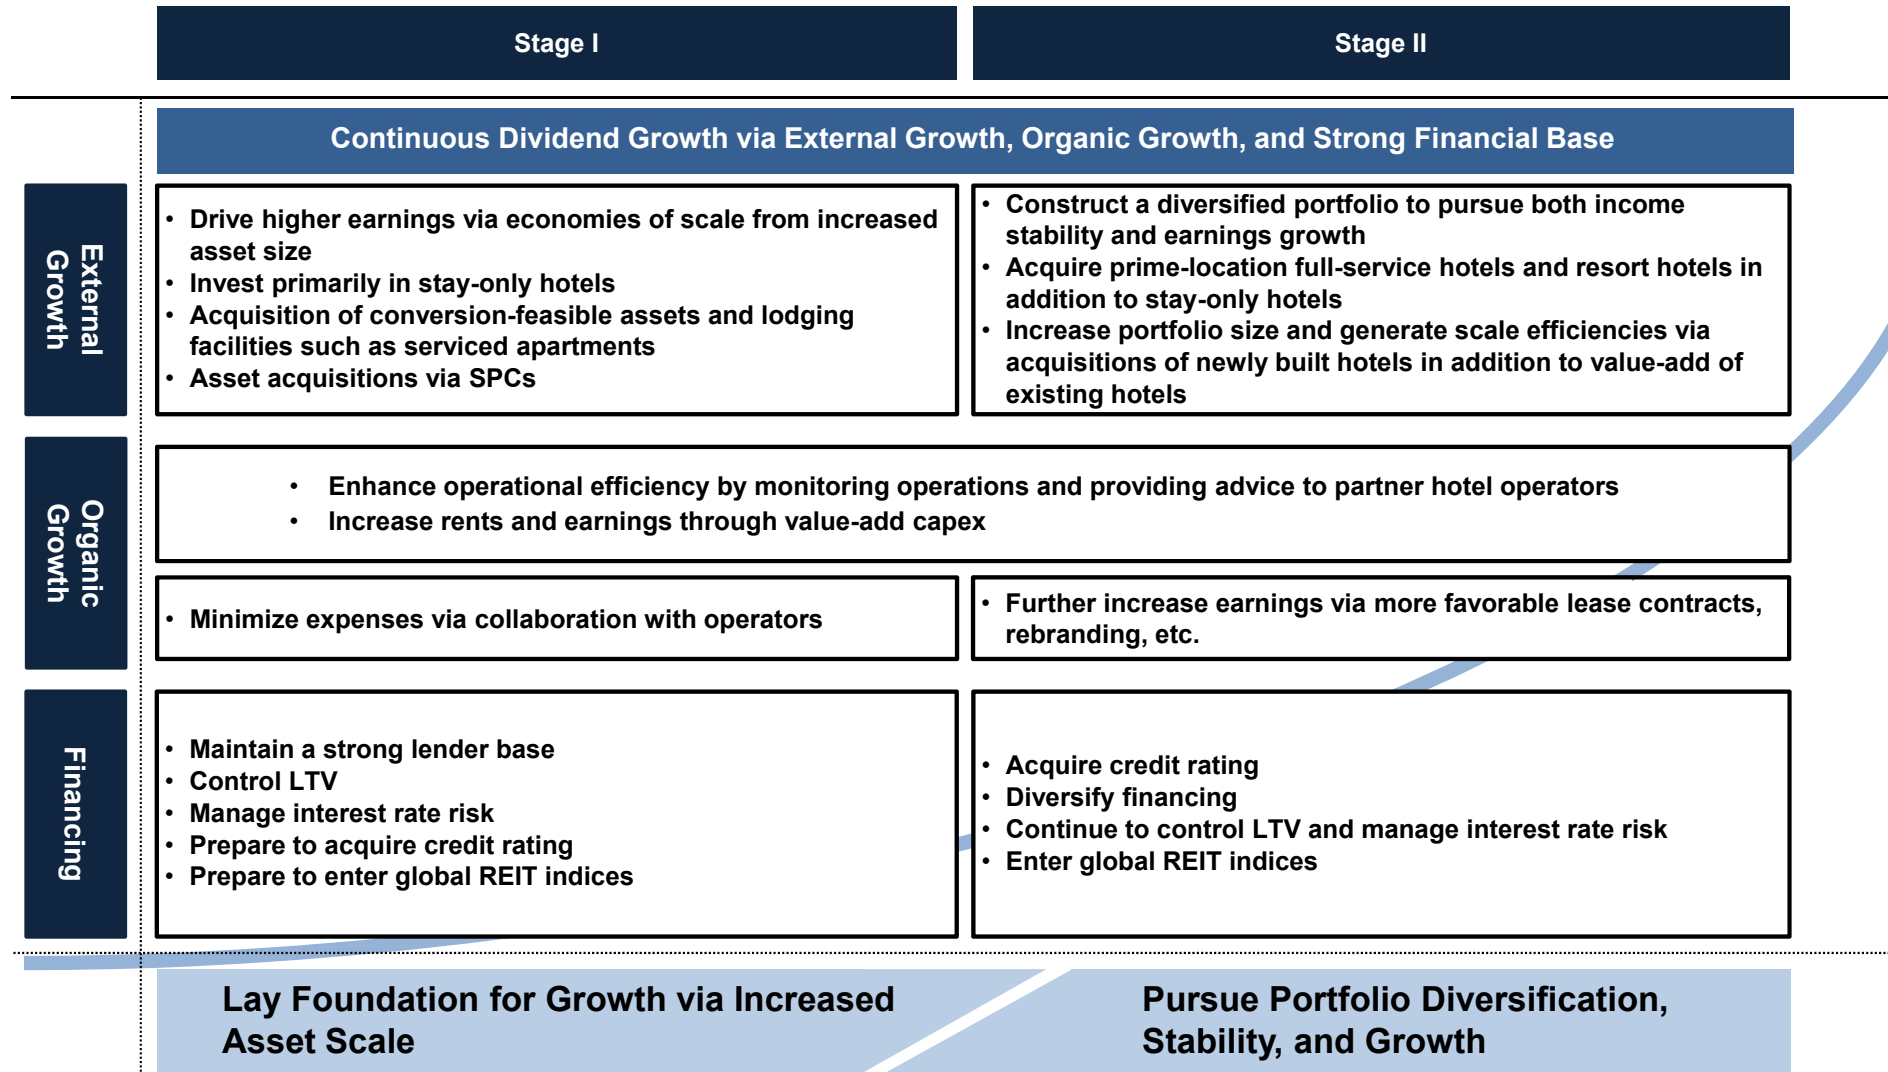 Stage I
Stage II
Continuous Dividend Growth via External Growth, Organic Growth, and Strong Financial Base
External
Growth
• Drive higher earnings via economies of scale from increased
asset size
• Invest primarily in stay-only hotels
• Acquisition of conversion-feasible assets and lodging
facilities such as serviced apartments
• Asset acquisitions via SPCs
• Construct a diversified portfolio to pursue both income
stability and earnings growth
• Acquire prime-location full-service hotels and resort hotels in
addition to stay-only hotels
• Increase portfolio size and generate scale efficiencies via
acquisitions of newly built hotels in addition to value-add of
existing hotels
Organic
Growth
• Enhance operational efficiency by monitoring operations and providing advice to partner hotel operators
• Increase rents and earnings through value-add capex
• Minimize expenses via collaboration with operators
• Further increase earnings via more favorable lease contracts,
rebranding, etc.
Financing
• Maintain a strong lender base
• Control LTV
• Manage interest rate risk
• Prepare to acquire credit rating
• Prepare to enter global REIT indices
• Acquire credit rating
• Diversify financing
• Continue to control LTV and manage interest rate risk
• Enter global REIT indices
Lay Foundation for Growth via Increased
Asset Scale
Pursue Portfolio Diversification,
Stability, and Growth